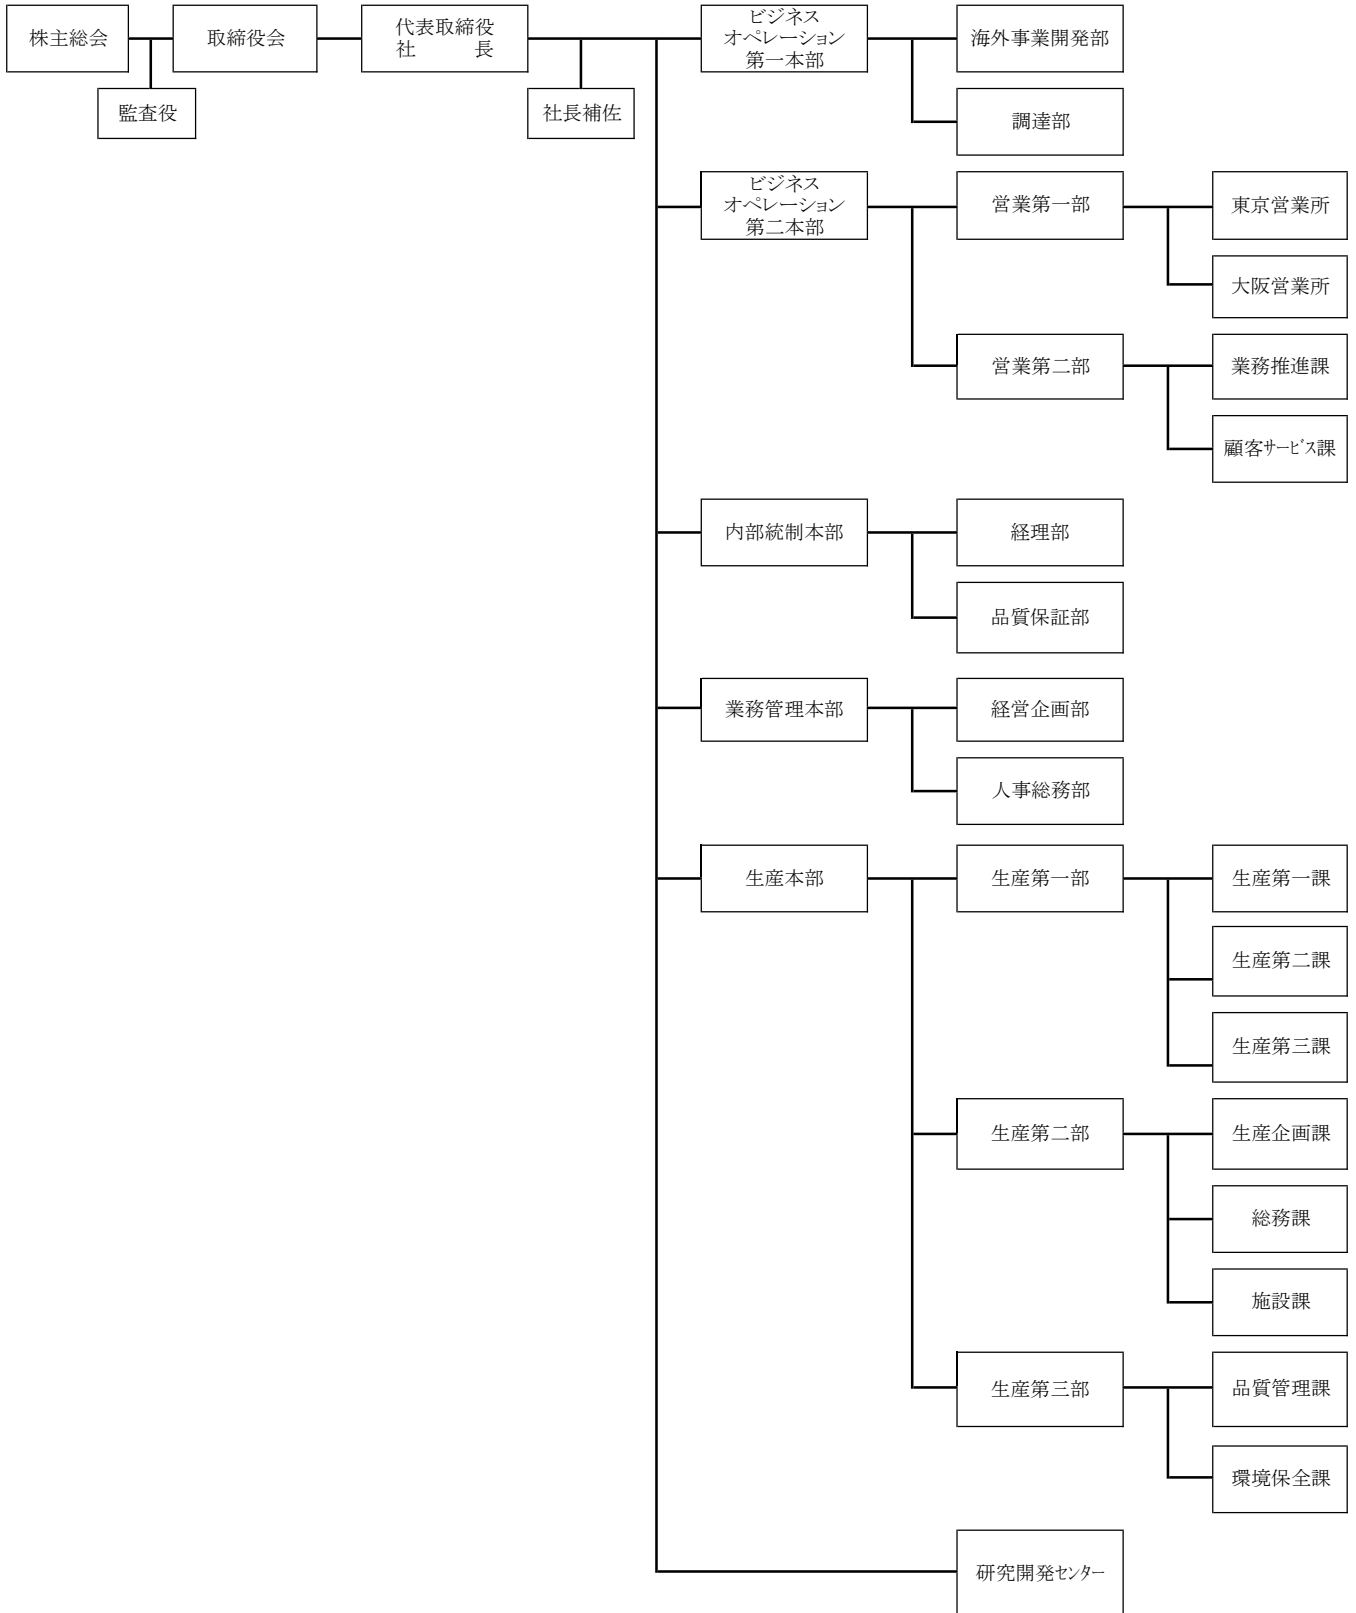 株主総会
取締役会
代表取締役
社　　　長
監査役
社長補佐
ビジネス
オペレーション
第一本部
海外事業開発部
調達部
ビジネス
オペレーション
第二本部
営業第一部
東京営業所
大阪営業所
営業第二部
業務推進課
顧客サービス課
内部統制本部
経理部
品質保証部
業務管理本部
経営企画部
人事総務部
生産本部
生産第一部
生産第一課
生産第二課
生産第三課
生産第二部
生産企画課
総務課
施設課
生産第三部
品質管理課
環境保全課
研究開発センター